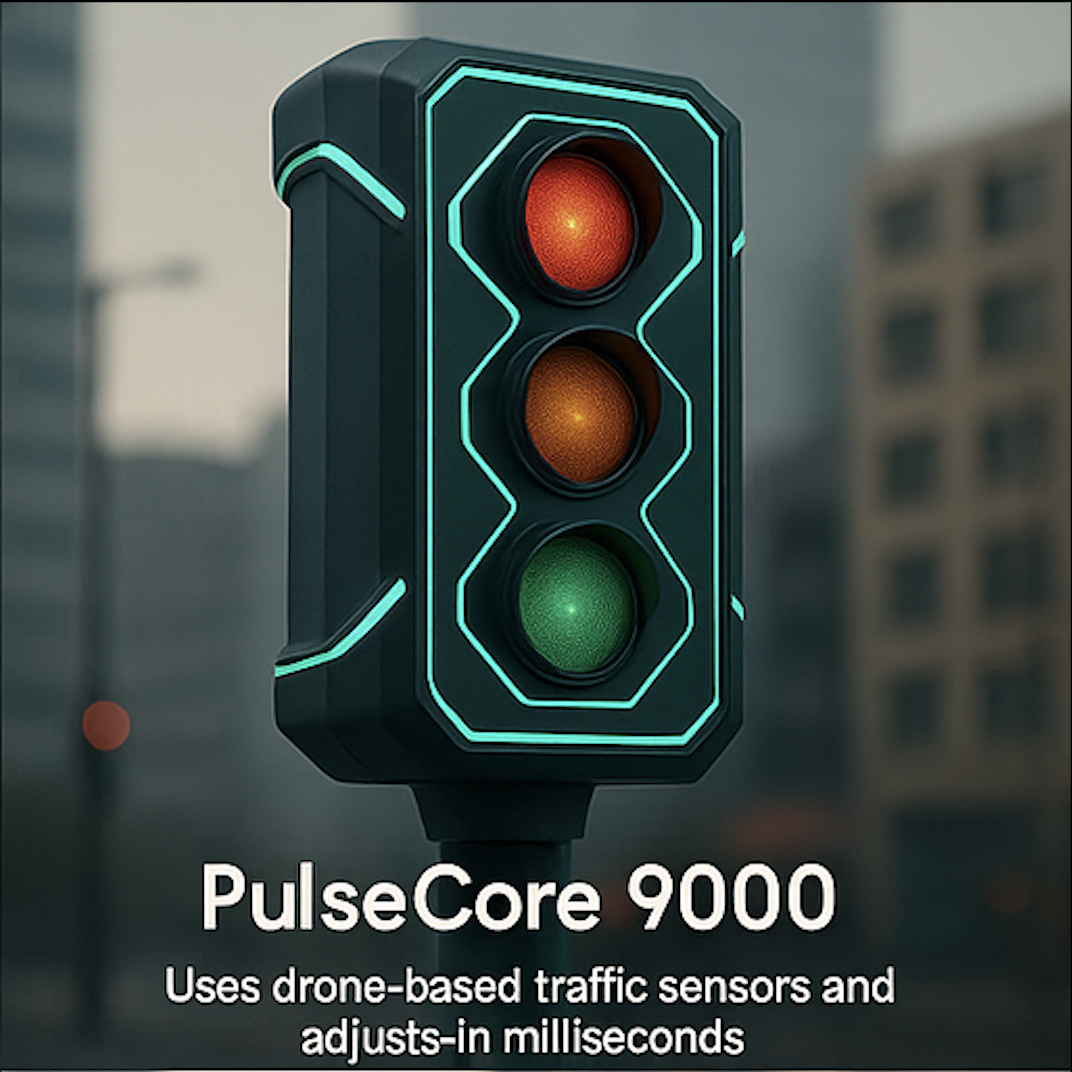 PulseCore 9000
Uses drone-based traffic sensors and
adjusts-in milliseconds